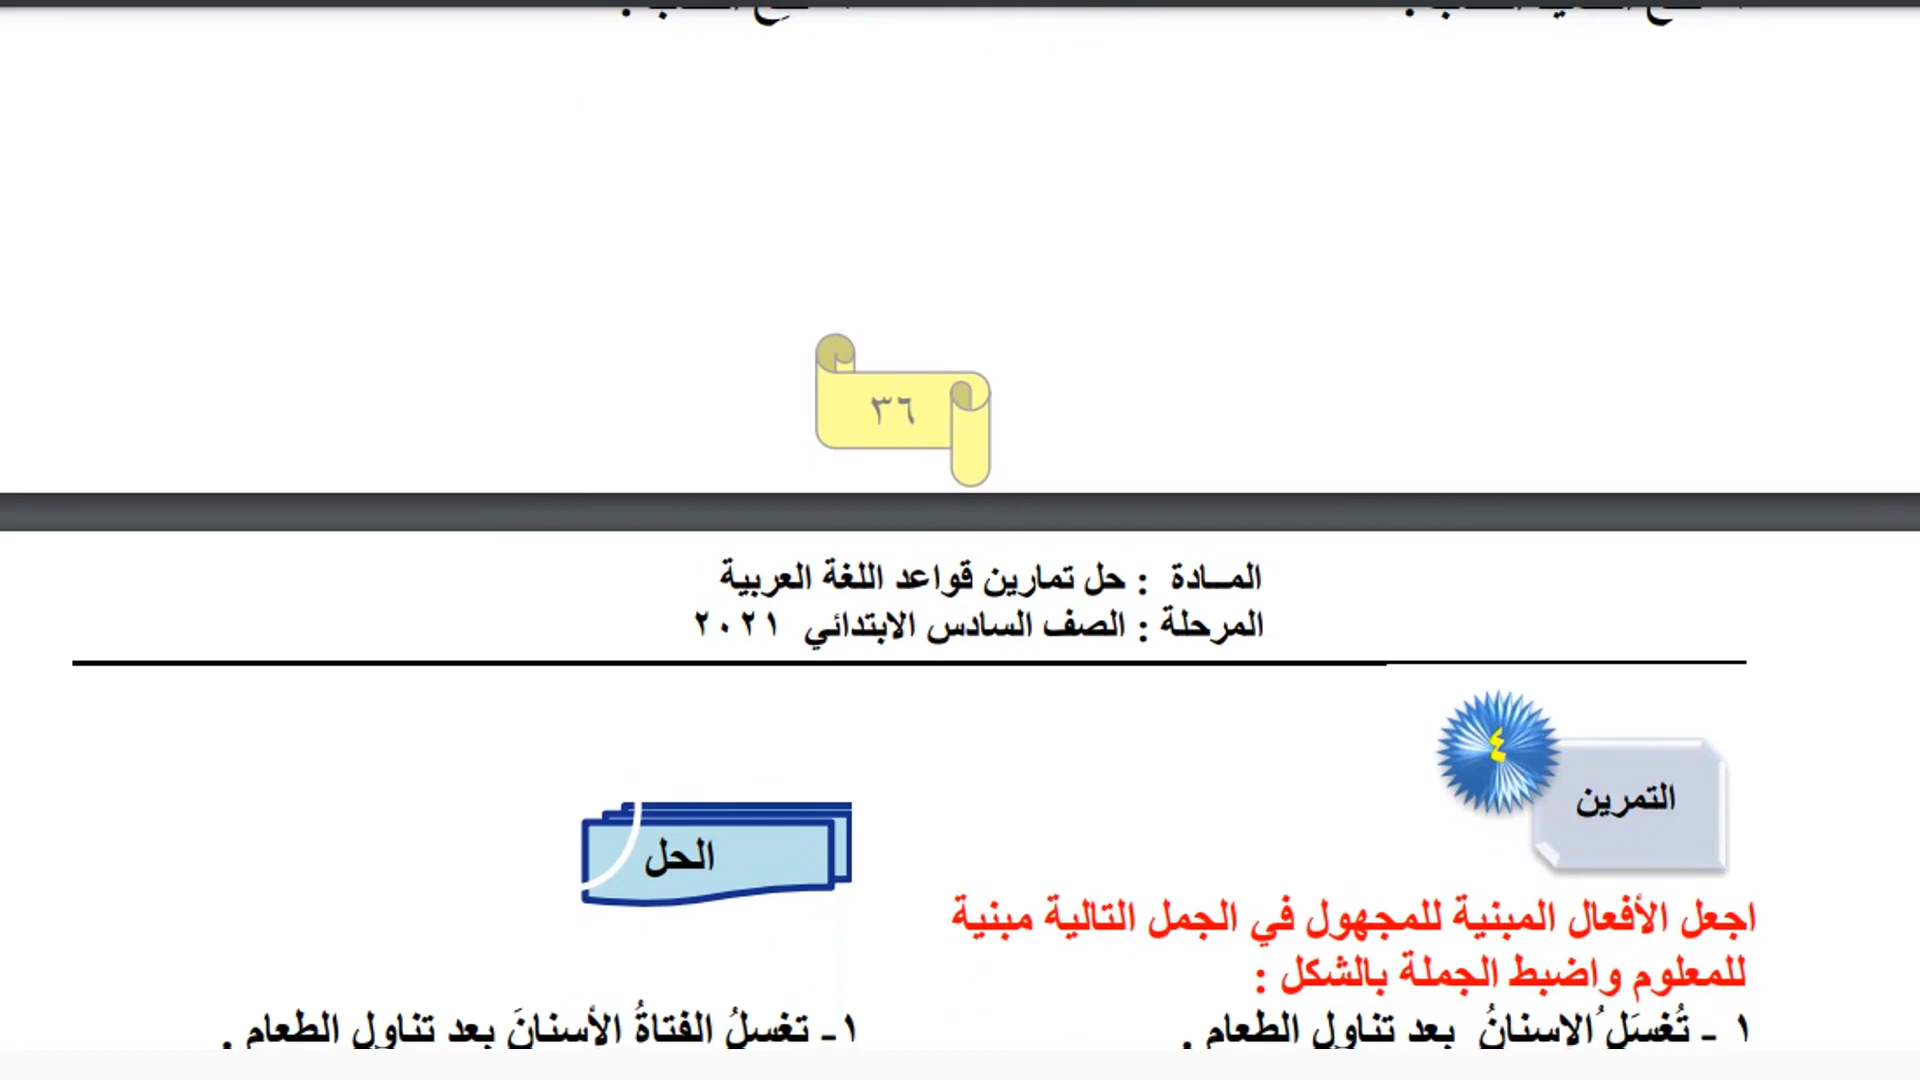 ٣٦
المـــادة : حل تمارين قواعد اللغة العربية
المرحلة : الصف السادس الابتدائي ٢٠٢١
٤
التمرين
الحل
اجعل الأفعال المبنية للمجهول في الجمل التالية مبنية
للمعلوم واضبط الجملة بالشكل :
١ ـ تُغسَلُ الاسنانُ بعد تناول الطعام .
١ـ تغسلُ الفتاةُ الأسنانَ بعد تناول الطعام .